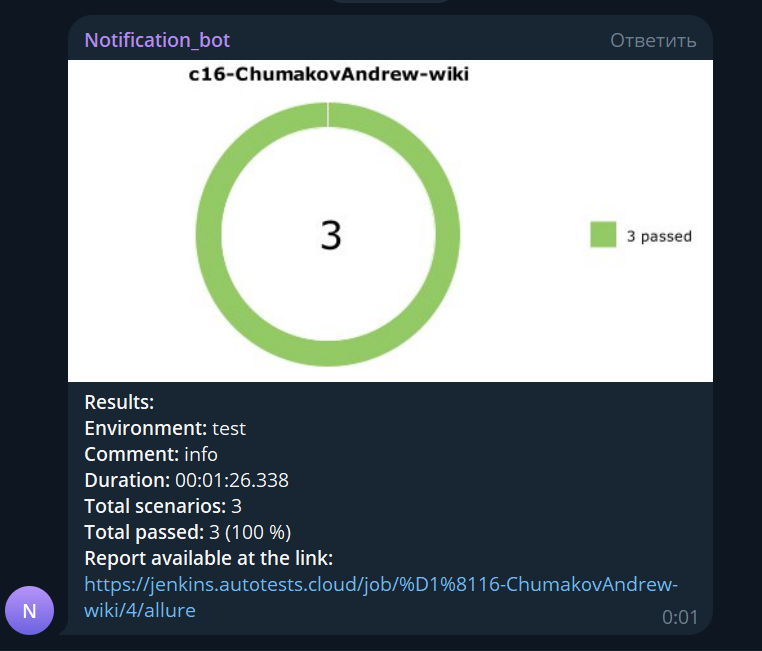 Notification_bot
Ответить
c16-ChumakovAndrew-wiki
3
3 passed
Results:
Environment: test
Comment: info
Duration: 00:01:26.338
Total scenarios: 3
Total passed: 3 (100 %)
Report available at the link:
https://jenkins.autotests.cloud/job/%D1%8116-ChumakovAndrew-
wiki/4/allure
N
0:01